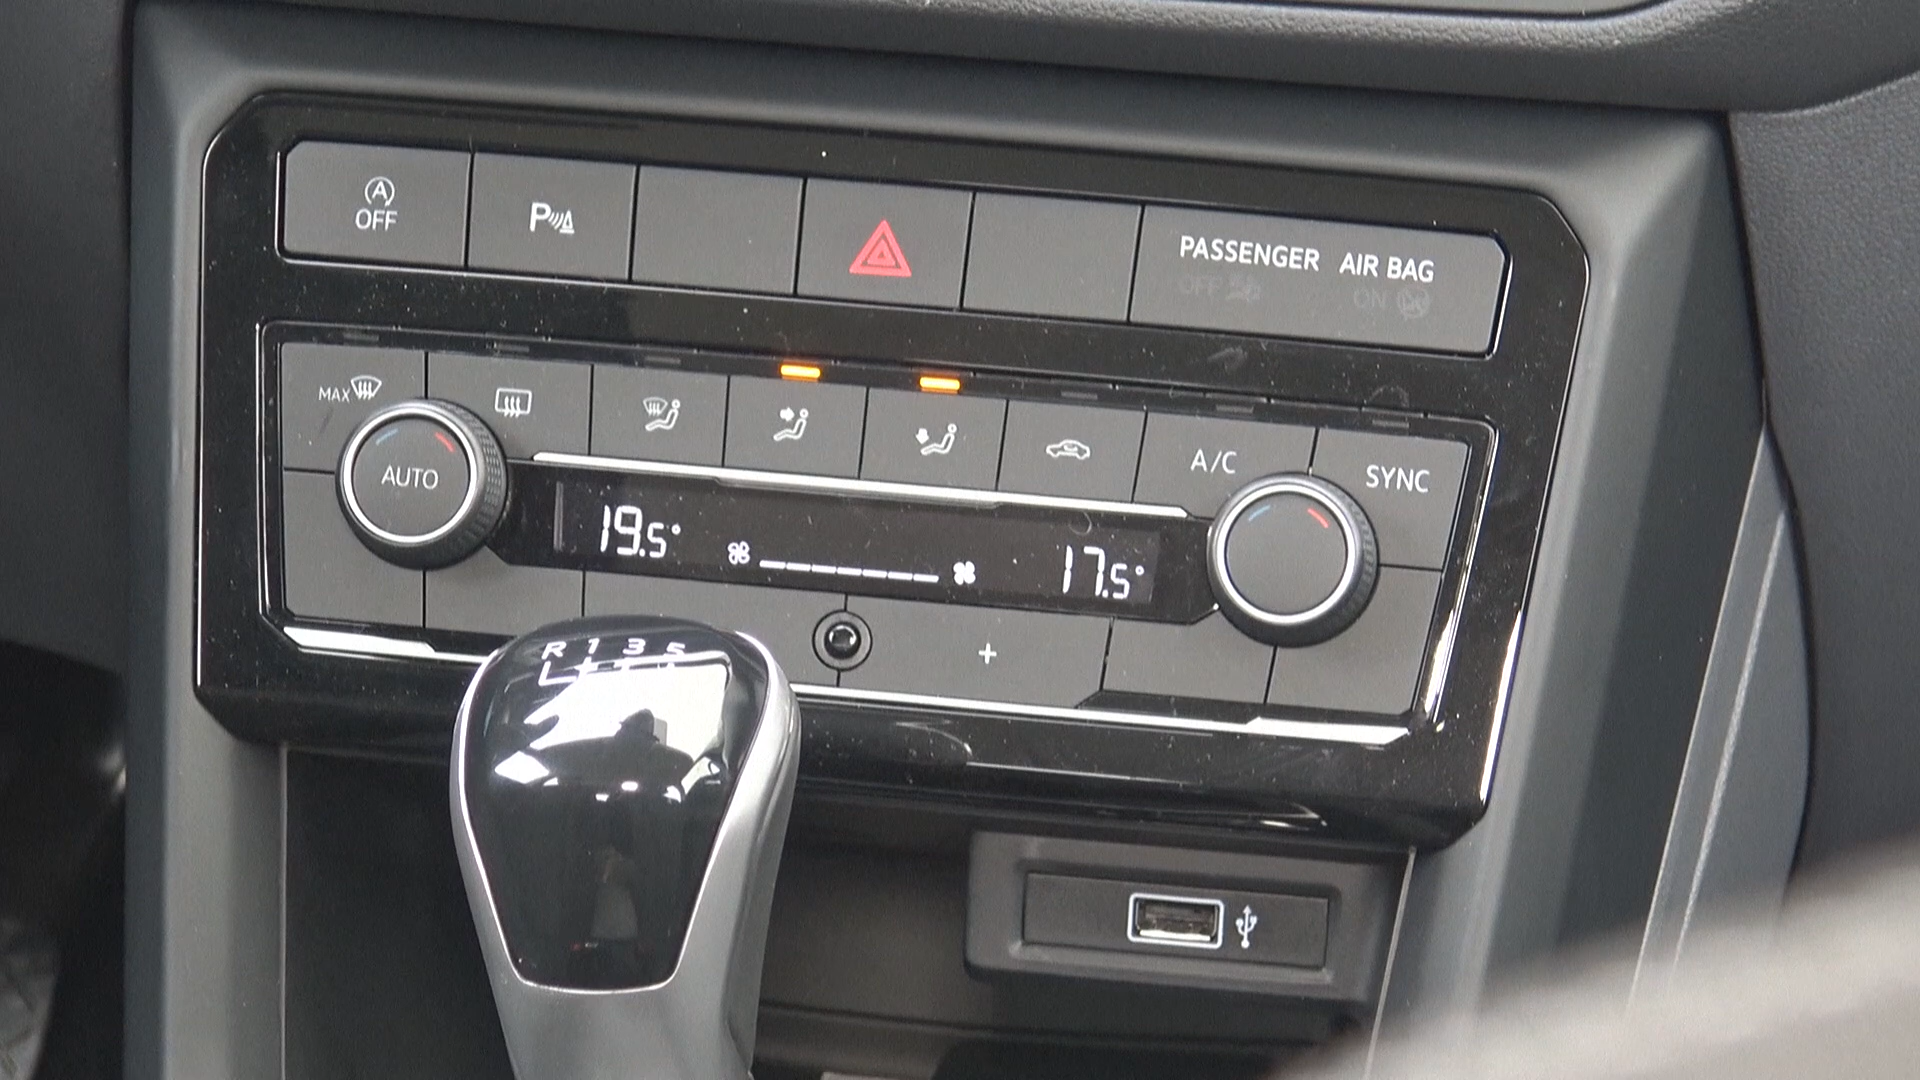 A
OFF
P
PASSENGER AIR BAG
OFF ON
MAX
A/C
SYNC
AUTO
19.5°
17.5°
+
R 1 3 5